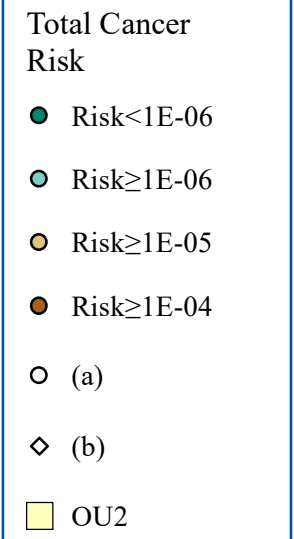 Total Cancer
Risk
Risk<1E-06
Risk≥1E-06
Risk≥1E-05
Risk≥1E-04
(a)
(b)
OU2